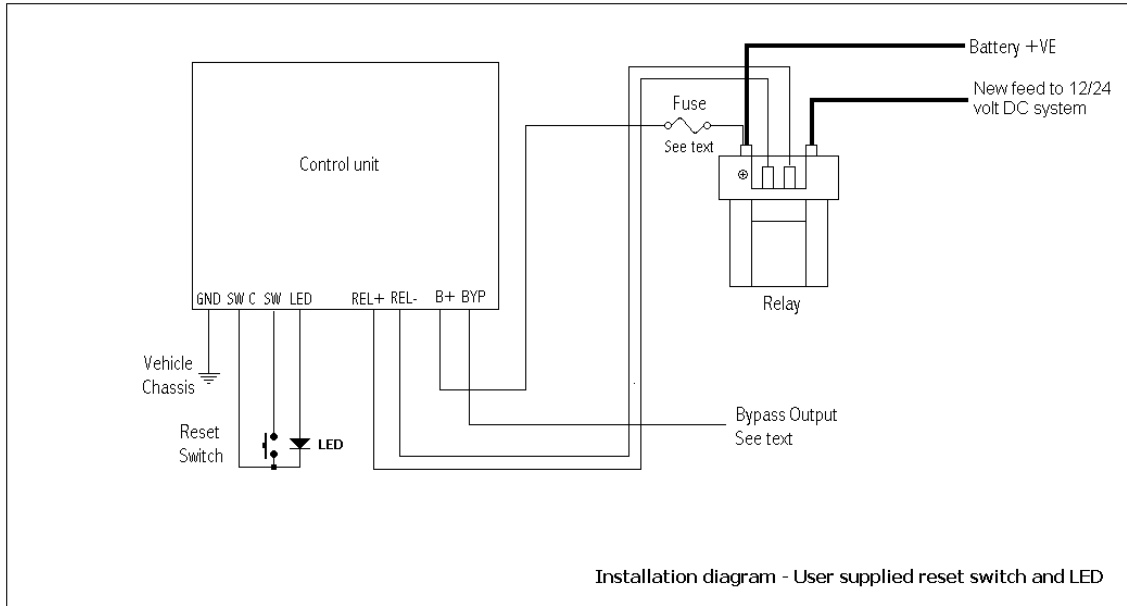 Battery +VE
New feed to 12/24
volt DC system
Fuse
See text
Control unit
Relay
GND SW C SW LED REL+ REL- B+ BYP
Vehicle
Chassis
Reset
Switch
LED
Bypass Output
See text
Installation diagram - User supplied reset switch and LED